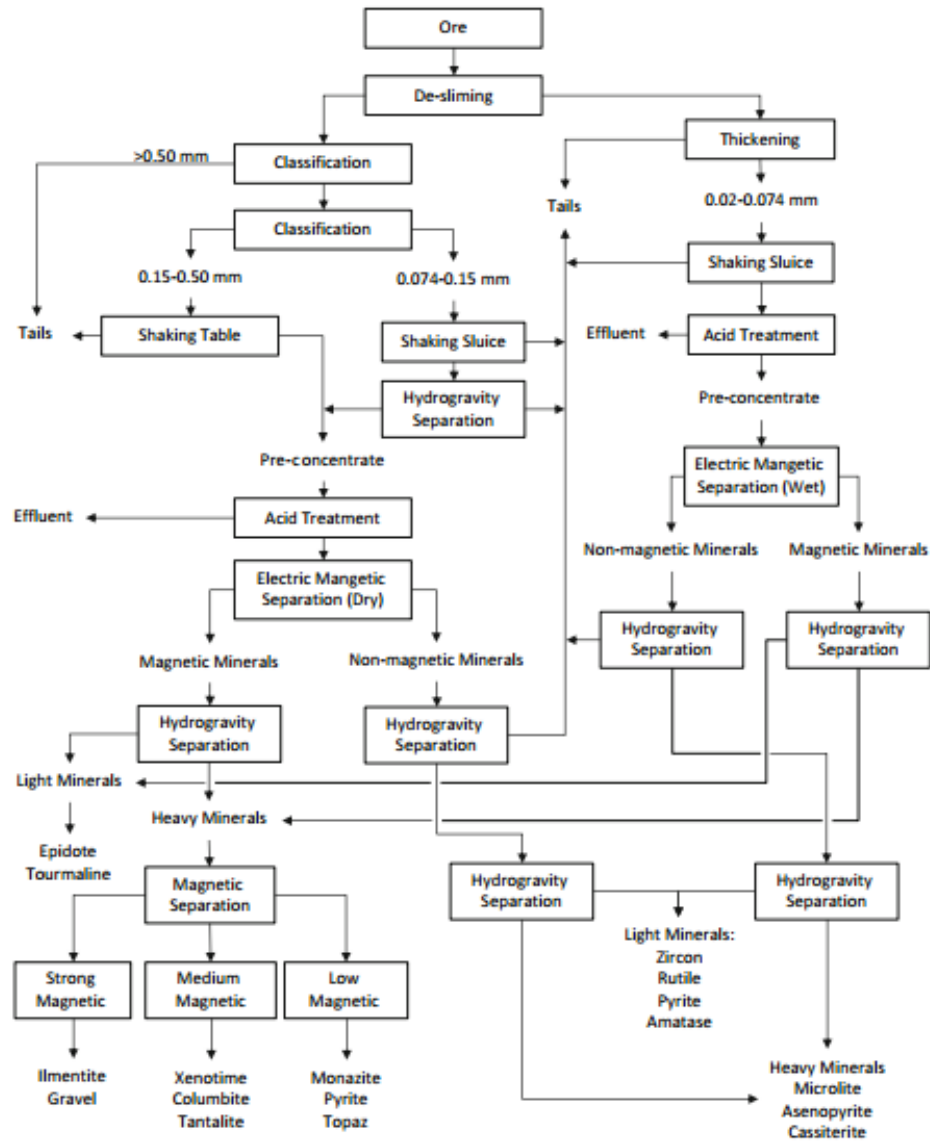 Ore
De-sliming
>0.50 mm
Classification
Thickening
Tails
0.02-0.074 mm
Classification
0.15-0.50 mm
0.074-0.15 mm
Shaking Sluice
Tails
Shaking Table
Shaking Sluice
Effluent
Acid Treatment
Hydrogravity
Separation
Pre-concentrate
Pre-concentrate
Electric Mangetic
Separation (Wet)
Effluent
Acid Treatment
Non-magnetic Minerals
Magnetic Minerals
Electric Mangetic
Separation (Dry)
Hydrogravity
Separation
Hydrogravity
Separation
Magnetic Minerals
Non-magnetic Minerals
Hydrogravity
Separation
Hydrogravity
Separation
Light Minerals
Heavy Minerals
Epidote
Tourmaline
Magnetic
Separation
Hydrogravity
Separation
Hydrogravity
Separation
Light Minerals:
Zircon
Rutile
Pyrite
Amatase
Strong
Magnetic
Medium
Magnetic
Low
Magnetic
Ilmentite
Gravel
Xenotime
Columbite
Tantalite
Monazite
Pyrite
Topaz
Heavy Minerals
Microlite
Asenopyrite
Cassiterite